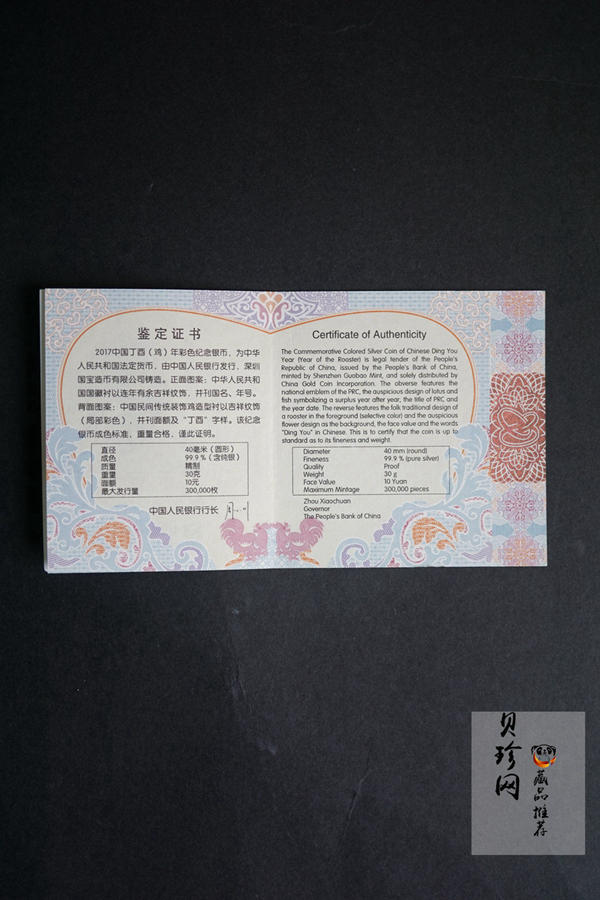 鉴定证书
2017中国丁酉（鸡）年彩色纪念银币，为中华
人民共和国法定货币，由中国人民银行发行，深圳
国宝造币有限公司铸造。正面图案：中华人民共和
国国徽衬以连年有余吉祥纹饰，并刊国名、年号。
背面图案：中国民间传统装饰鸡造型衬以吉祥纹饰
（局部彩色），并刊面额及“丁酉”字样。该纪念
银币成色标准，重量合格，谨此证明。
直径 40毫米（圆形）
成色 99.9％（含纯银）
质量 精制
重量 30克
面额 10元
最大发行量 300,000枚
中国人民银行行长
Certificate of Authenticity
The Commemorative Colored Silver Coin of Chinese Ding You
Year (Year of the Rooster) is legal tender of the People's
Republic of China, issued by the People's Bank of China,
minted by Shenzhen Guobao Mint, and solely distributed by
China Gold Coin Incorporation. The obverse features the
national emblem of the PRC, the auspicious design of lotus and
fish symbolizing a surplus year after year, the title of PRC and
the year date. The reverse features the folk traditional design of
a rooster in the foreground (selective color) and the auspicious
flower design as the background, the face value and the words
"Ding You" in Chinese. This is to certify that the coin is up to
standard as to its fineness and weight.
Diameter 40 mm (round)
Fineness 99.9 % (pure silver)
Quality Proof
Weight 30 g
Face Value 10 Yuan
Maximum Mintage 300,000 pieces
Zhou Xiaochuan
Governor
The People's Bank of China
贝珍网
藏品推荐